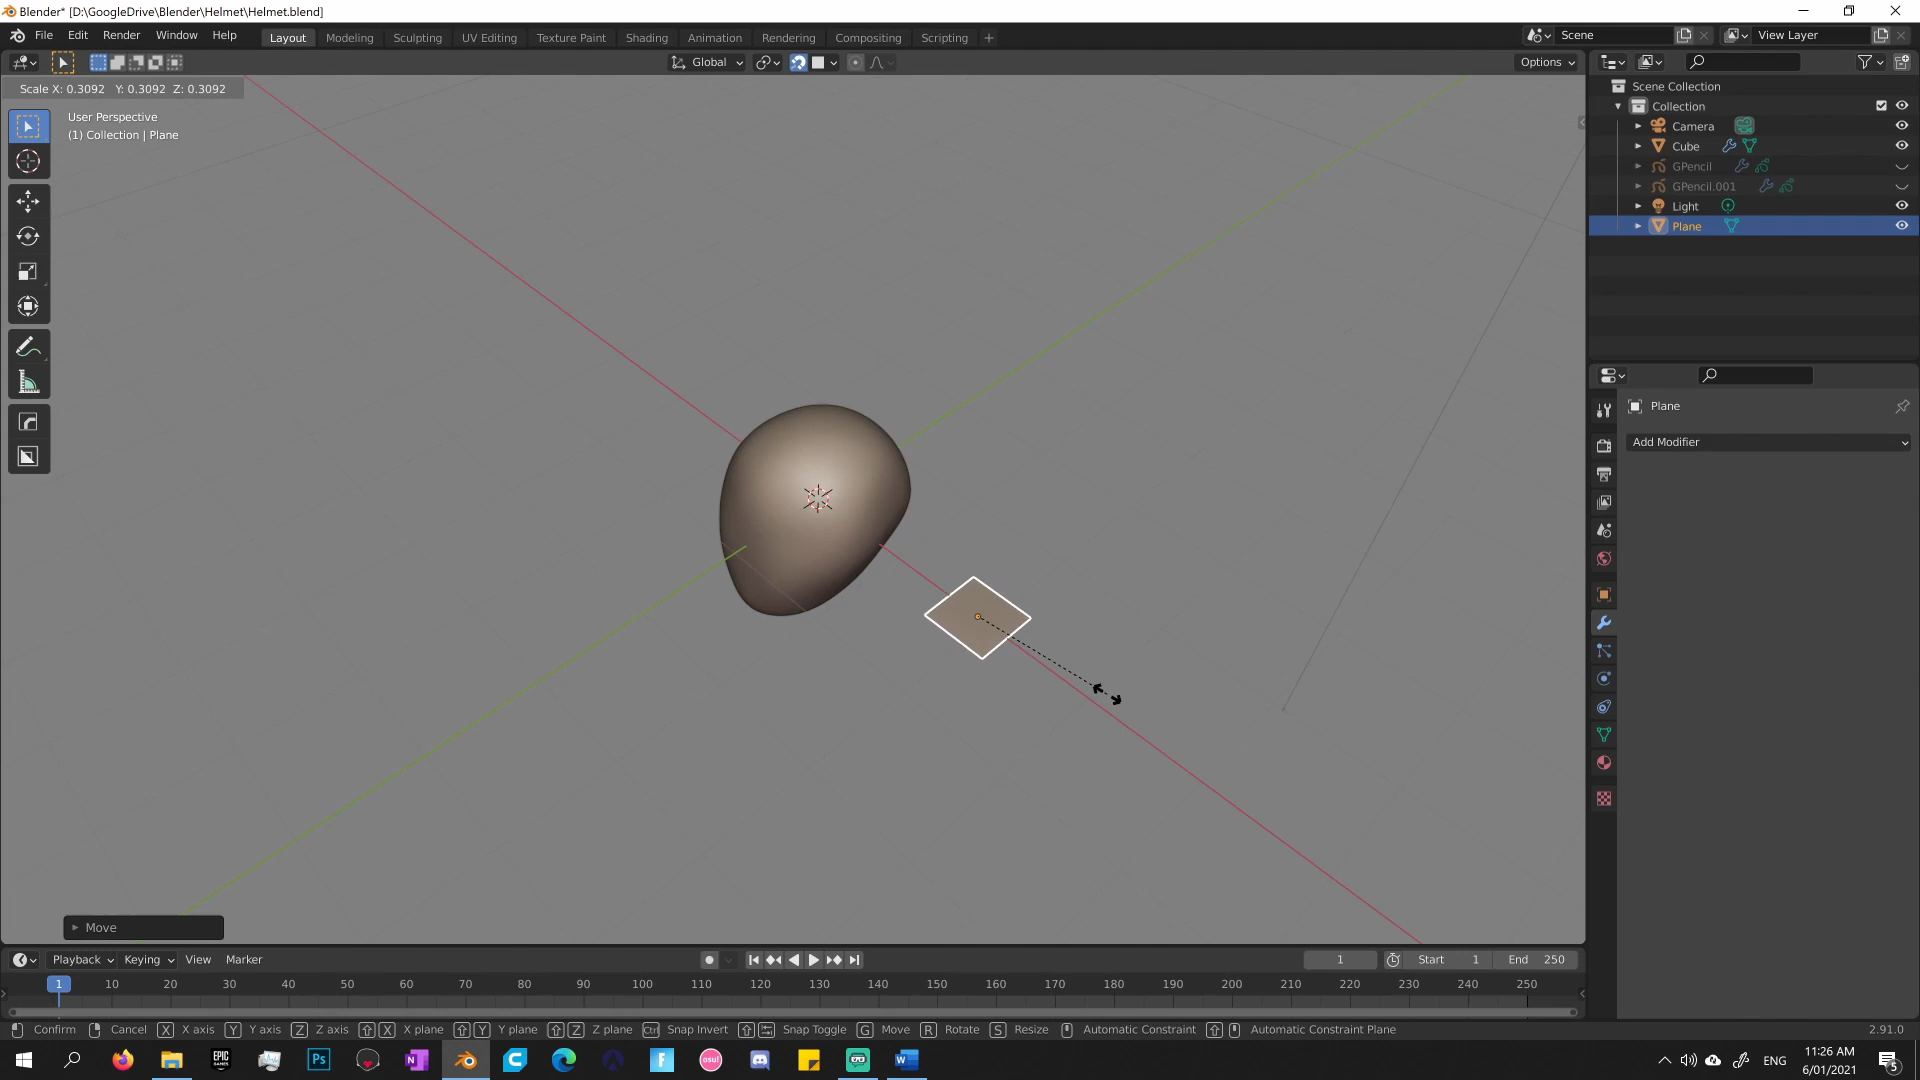 Blender* [D:\GoogleDrive\Blender\Helmet\Helmet.blend]
File Edit Render Window Help Layout Modeling Sculpting UV Editing Texture Paint Shading Animation Rendering Compositing Scripting Scene View Layer
Global Options
Scale X: 0.3092 Y: 0.3092 Z: 0.3092
User Perspective
(1) Collection | Plane
Scene Collection
Collection
Camera
Cube
GPencil
GPencil.001
Light
Plane
Plane
Add Modifier
Move
Playback Keying View Marker 1 Start 1 End 250
1 10 20 30 40 50 60 70 80 90 100 110 120 130 140 150 160 170 180 190 200 210 220 230 240 250
Confirm Cancel X X axis Y Y axis Z Z axis X X plane Y Y plane Z Z plane Ctrl Snap Invert Snap Toggle G Move R Rotate S Resize Automatic Constraint Automatic Constraint Plane 2.91.0
EPIC GAMES Ps N C F osu! W ENG 11:26 AM
6/01/2021 5